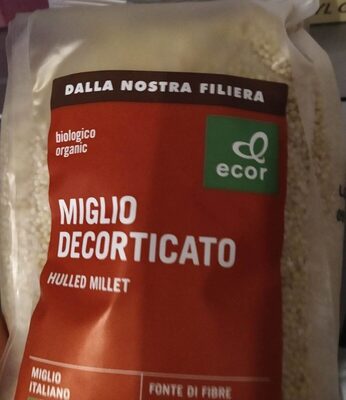 DALLA NOSTRA FILIERA
biologico
organic
ecor
MIGLIO
DECORTICATO
HULLED MILLET
MIGLIO
ITALIANO
FONTE DI FIBRE